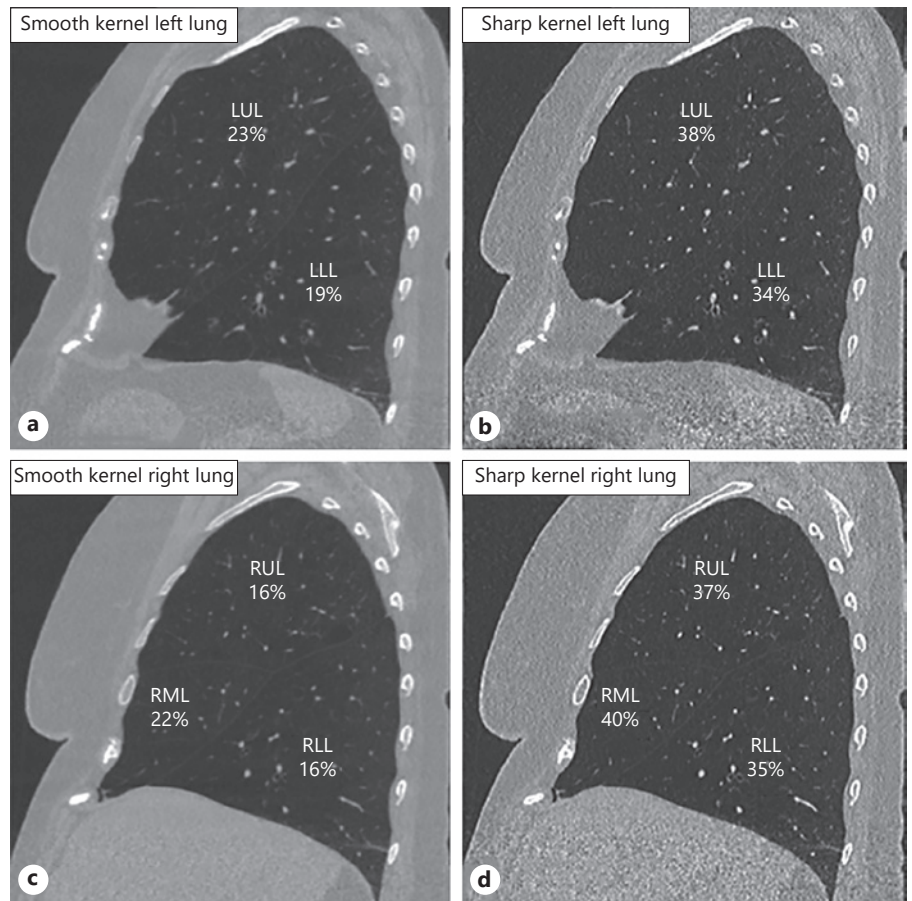 Smooth kernel left lung
LUL
23%
LLL
19%
a
Sharp kernel left lung
LUL
38%
LLL
34%
b
Smooth kernel right lung
RUL
16%
RML
22%
RLL
16%
c
Sharp kernel right lung
RUL
37%
RML
40%
RLL
35%
d